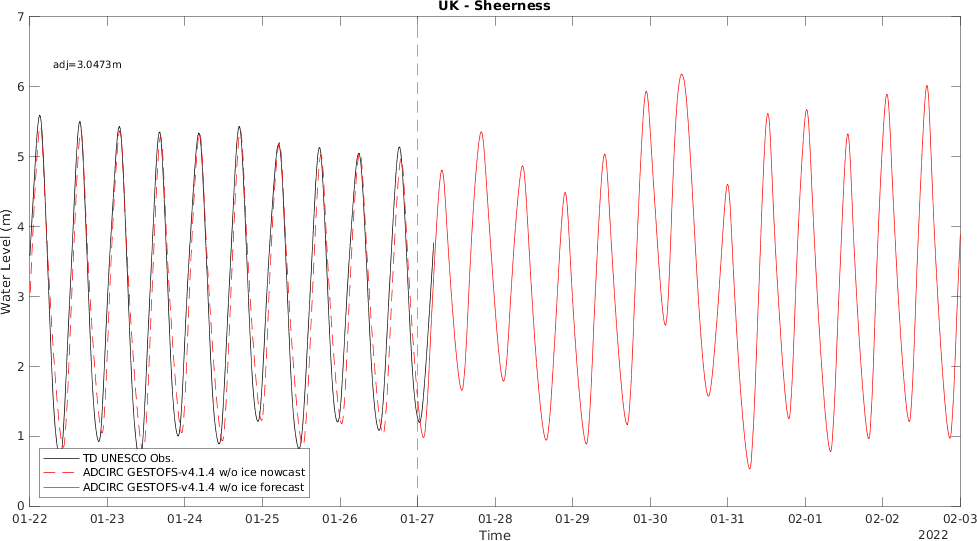 UK - Sheerness
adj=3.0473m
Water Level (m)
7
6
5
4
3
2
1
0
TD UNESCO Obs.
ADCIRC GESTOFS-v4.1.4 w/o ice nowcast
ADCIRC GESTOFS-v4.1.4 w/o ice forecast
01-22 01-23 01-24 01-25 01-26 01-27 01-28 01-29 01-30 01-31 02-01 02-02 02-03
Time
2022